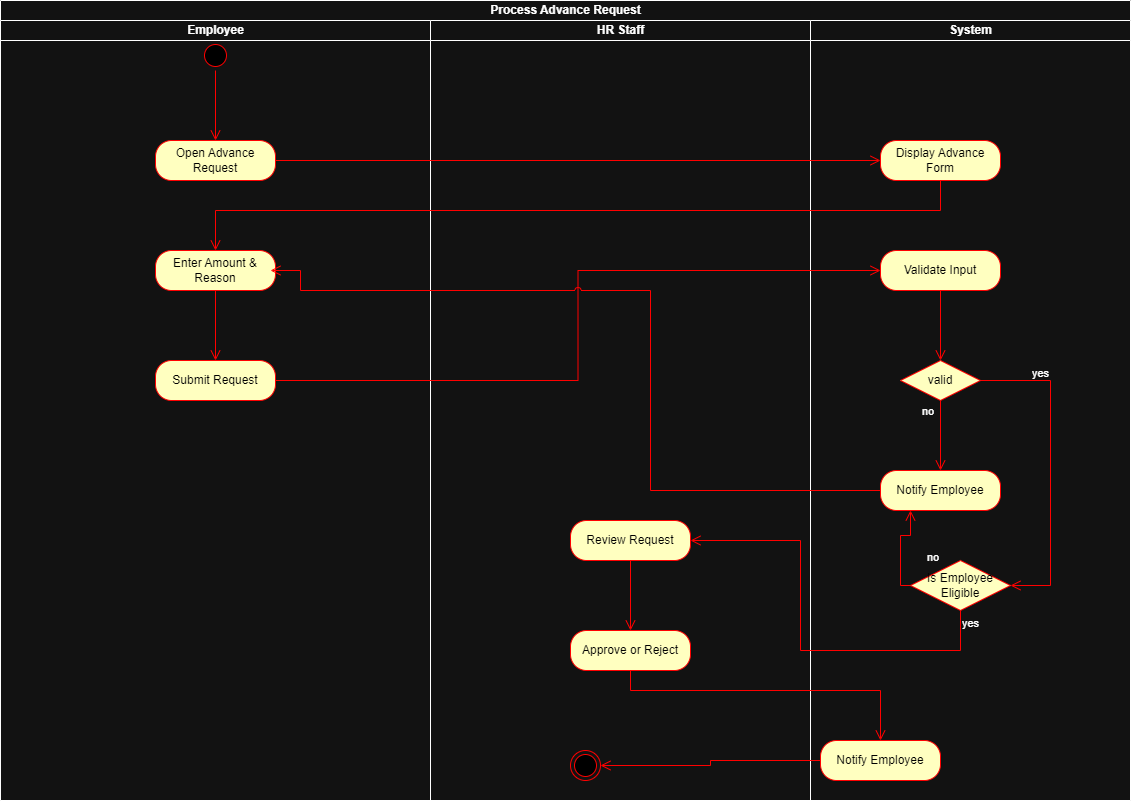 Process Advance Request
Employee
HR Staff
System
Open Advance
Request
Display Advance
Form
Enter Amount &
Reason
Validate Input
Submit Request
valid
yes
no
Notify Employee
Review Request
no
is Employee
Eligible
yes
Approve or Reject
Notify Employee